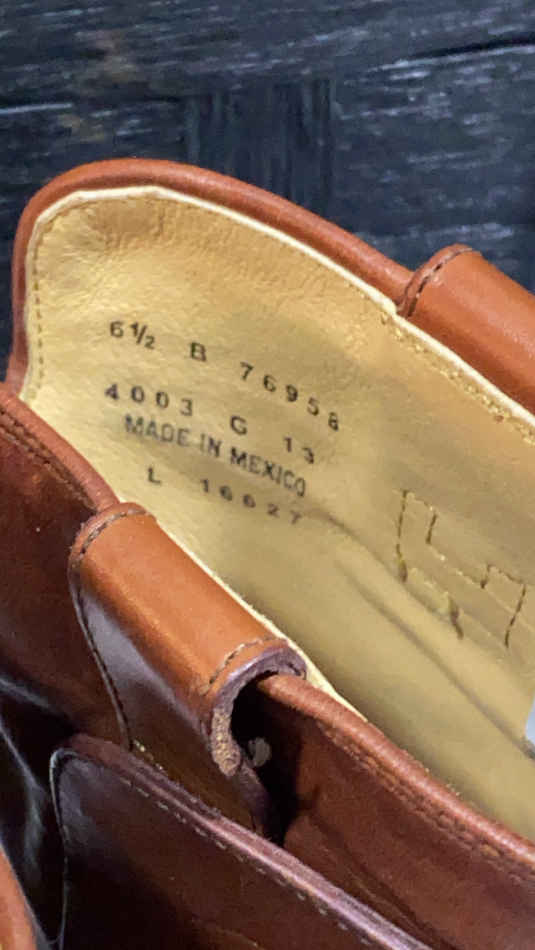 6½ B 76958
4003 G 13
MADE IN MEXICO
L 16627